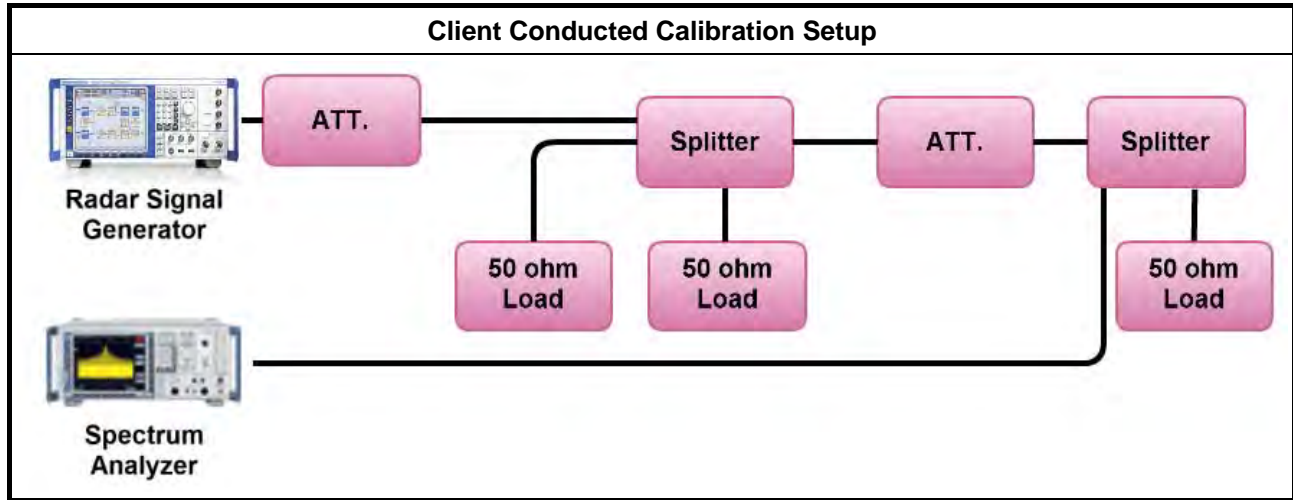 Client Conducted Calibration Setup
ATT.
Splitter
ATT.
Splitter
Radar Signal
Generator
50 ohm
Load
50 ohm
Load
50 ohm
Load
Spectrum
Analyzer